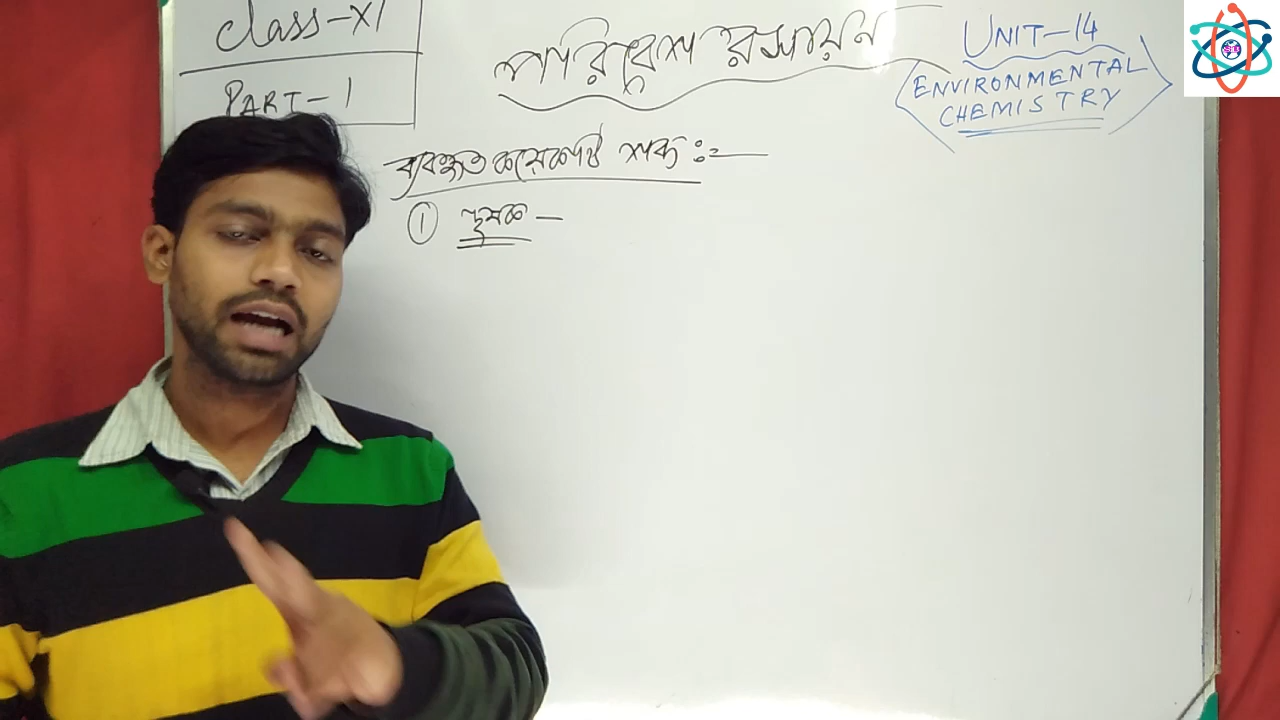 Class-XI
PART-1
পরিবেশ রসায়ন
UNIT-14
ENVIRONMENTAL
CHEMISTRY
ব্যবহৃত কয়েকটি শব্দ :-
① দূষক -